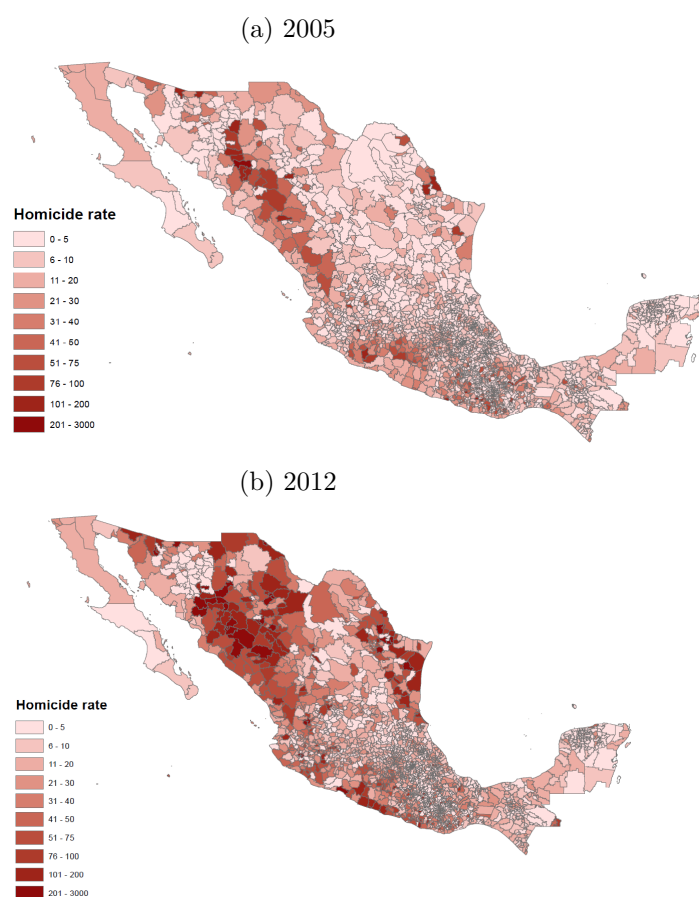 (a) 2005
Homicide rate
0 - 5
6 - 10
11 - 20
21 - 30
31 - 40
41 - 60
51 - 75
76 - 100
101 - 200
201 - 3000
(b) 2012
Homicide rate
0 - 5
6 - 10
11 - 20
21 - 30
31 - 40
41 - 50
51 - 75
76 - 100
101 - 200
201 - 3000